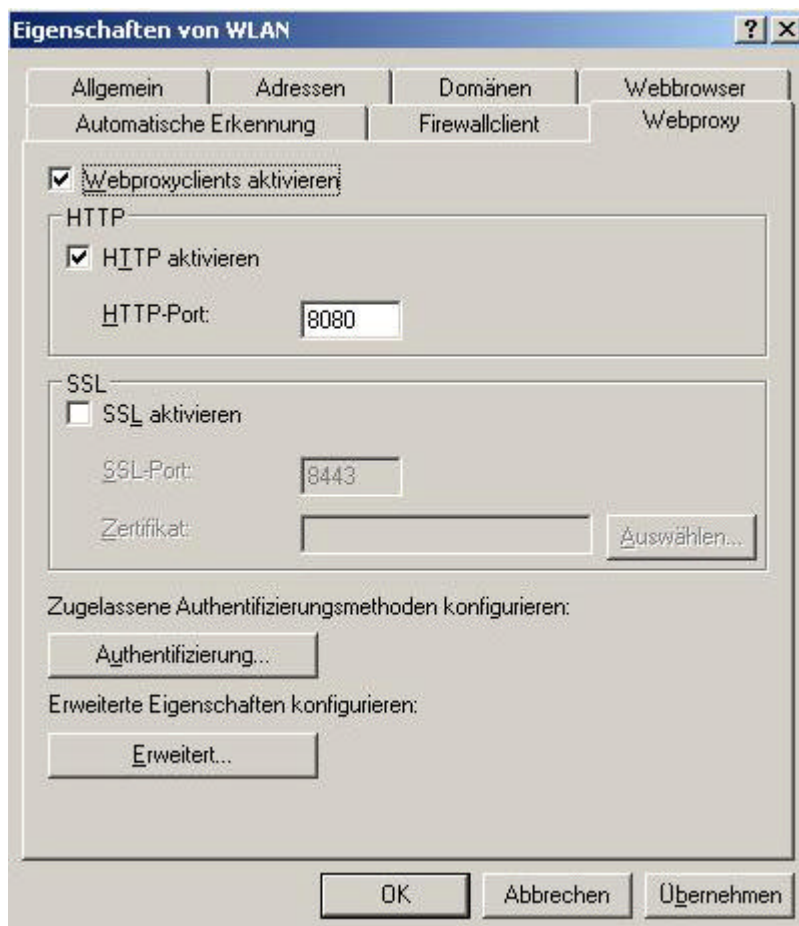 Eigenschaften von WLAN
Allgemein Adressen Domänen Webbrowser
Automatische Erkennung Firewallclient Webproxy
Webproxyclients aktivieren
HTTP
HTTP aktivieren
HTTP-Port: 8080
SSL
SSL aktivieren
SSL-Port: 8443
Zertifikat: Auswählen...
Zugelassene Authentifizierungsmethoden konfigurieren:
Authentifizierung...
Erweiterte Eigenschaften konfigurieren:
Erweitert...
OK Abbrechen Übernehmen